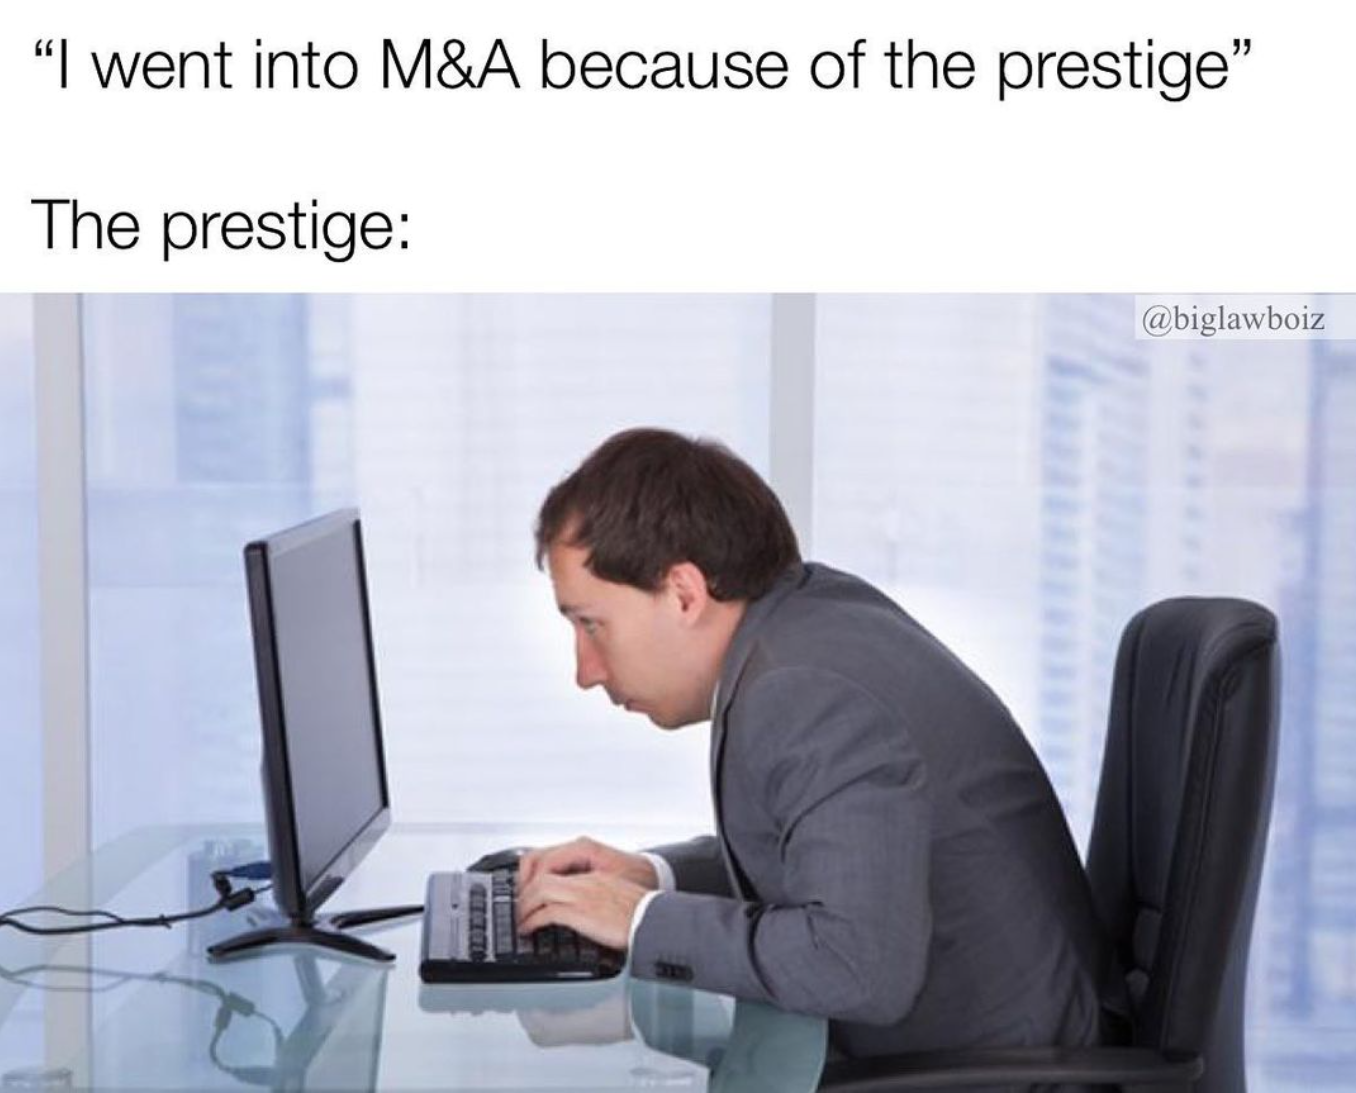 “I went into M&A because of the prestige”
The prestige:
@biglawboiz